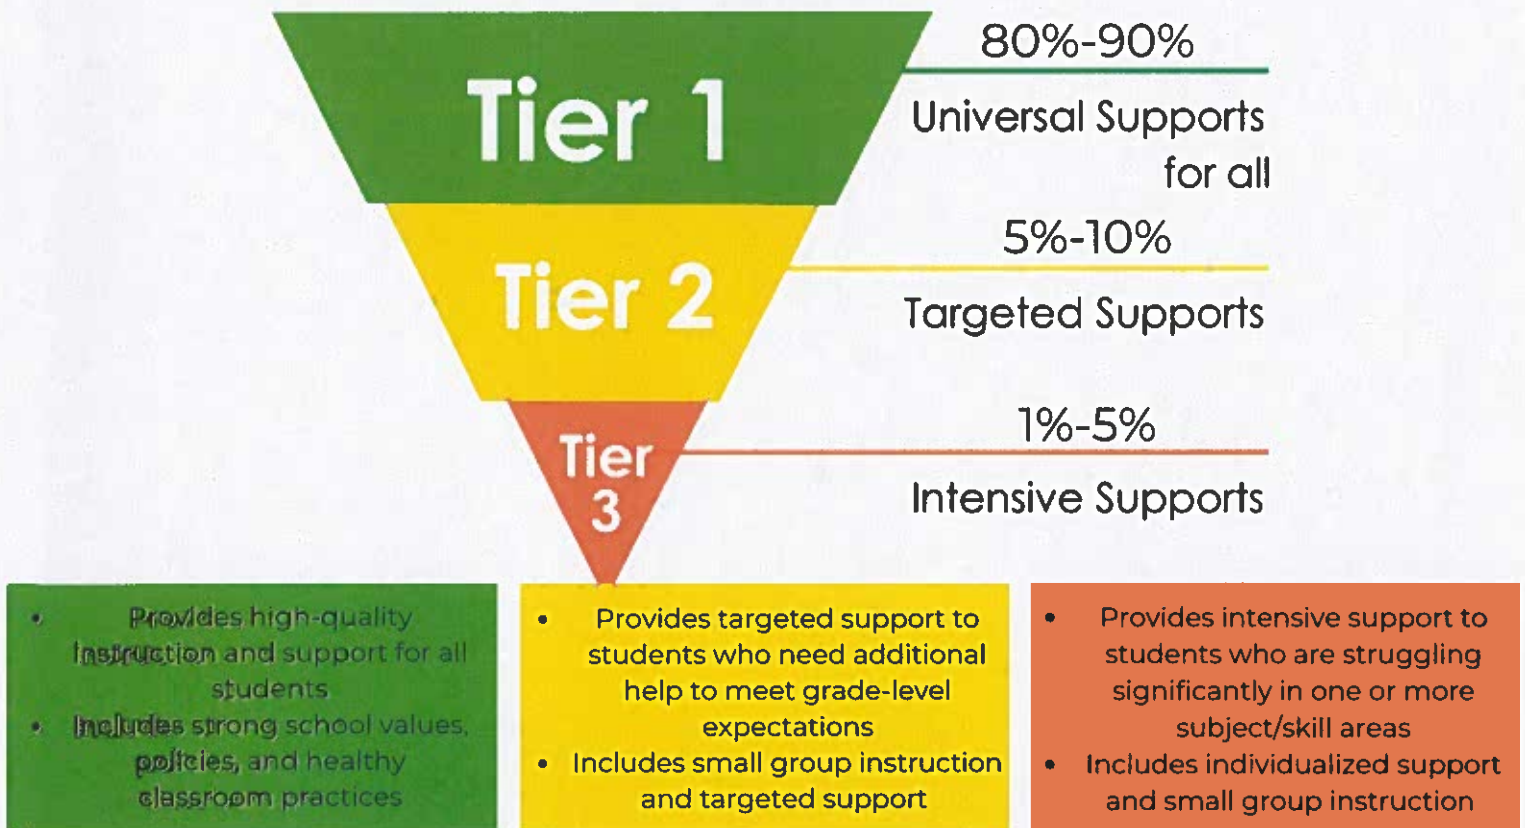 Tier 1
80%-90%
Universal Supports
for all
Tier 2
5%-10%
Targeted Supports
Tier
3
1%-5%
Intensive Supports
• Provides high-quality
instruction and support for all
students
• Includes strong school values,
policies, and healthy
classroom practices
• Provides targeted support to
students who need additional
help to meet grade-level
expectations
• Includes small group instruction
and targeted support
• Provides intensive support to
students who are struggling
significantly in one or more
subject/skill areas
• Includes individualized support
and small group instruction